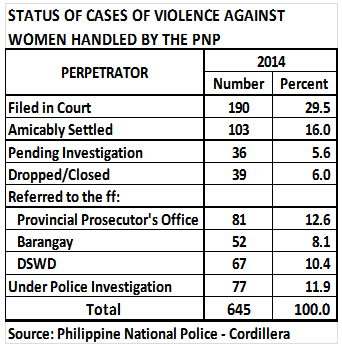 STATUS OF CASES OF VIOLENCE AGAINST
WOMEN HANDLED BY THE PNP
PERPETRATOR 2014
Number Percent
Filed in Court 190 29.5
Amicably Settled 103 16.0
Pending Investigation 36 5.6
Dropped/Closed 39 6.0
Referred to the ff:
Provincial Prosecutor's Office 81 12.6
Barangay 52 8.1
DSWD 67 10.4
Under Police Investigation 77 11.9
Total 645 100.0
Source: Philippine National Police - Cordillera